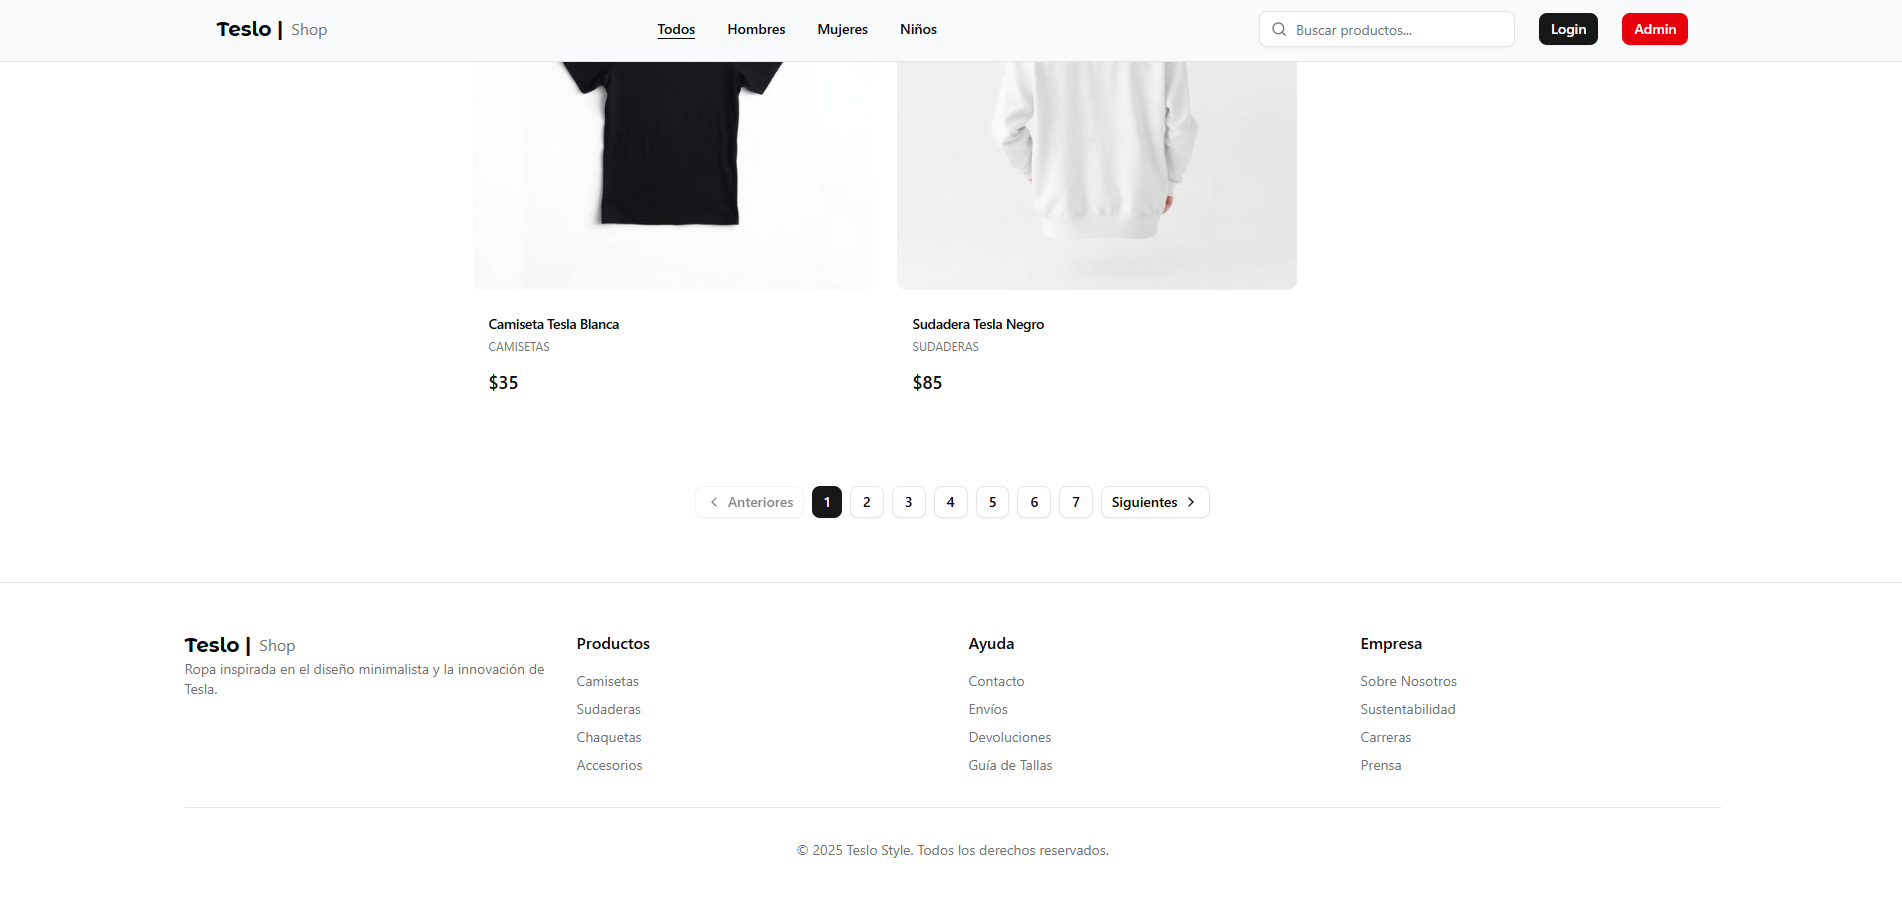 Teslo | Shop
Todos Hombres Mujeres Niños
Buscar productos...
Login
Admin
Camiseta Tesla Blanca
CAMISETAS
$35
Sudadera Tesla Negro
SUDADERAS
$85
Anteriores 1 2 3 4 5 6 7 Siguientes
Teslo | Shop
Ropa inspirada en el diseño minimalista y la innovación de
Tesla.
Productos
Camisetas
Sudaderas
Chaquetas
Accesorios
Ayuda
Contacto
Envíos
Devoluciones
Guía de Tallas
Empresa
Sobre Nosotros
Sustentabilidad
Carreras
Prensa
© 2025 Teslo Style. Todos los derechos reservados.